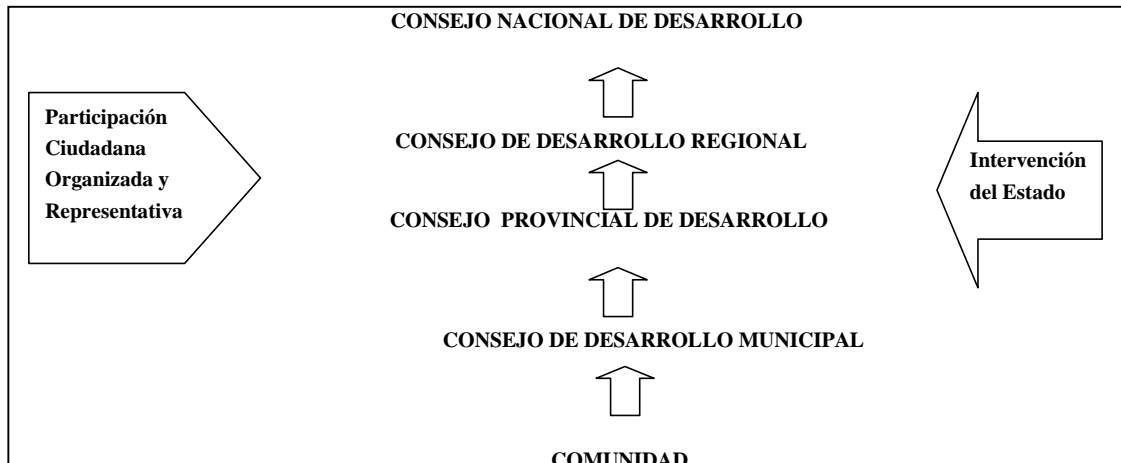 CONSEJO NACIONAL DE DESARROLLO
Participación
Ciudadana
Organizada y
Representativa
CONSEJO DE DESARROLLO REGIONAL
Intervención
del Estado
CONSEJO PROVINCIAL DE DESARROLLO
CONSEJO DE DESARROLLO MUNICIPAL
COMUNIDAD